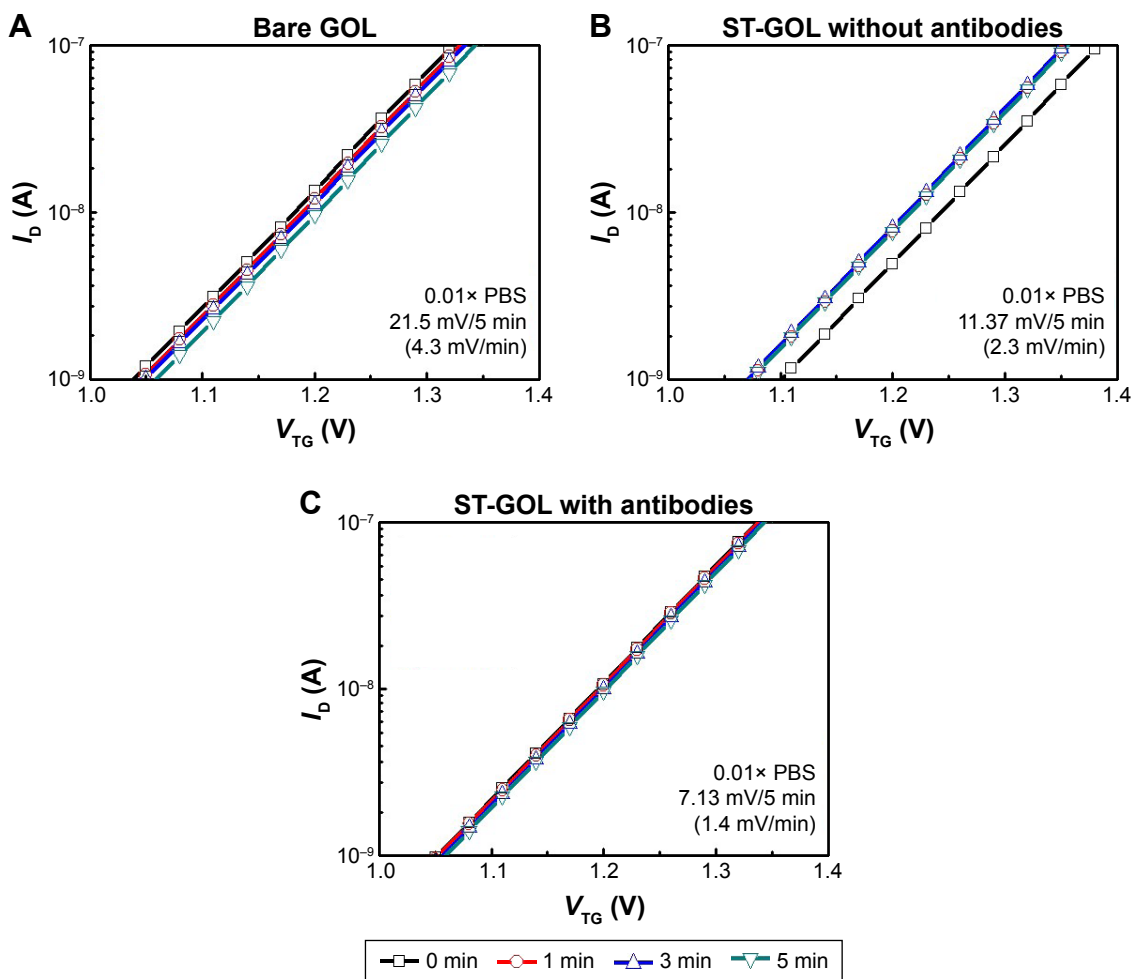 A
Bare GOL
10⁻⁷
10⁻⁸
10⁻⁹
I_D (A)
0.01× PBS
21.5 mV/5 min
(4.3 mV/min)
1.0 1.1 1.2 1.3 1.4
V_TG (V)
B
ST-GOL without antibodies
10⁻⁷
10⁻⁸
10⁻⁹
I_D (A)
0.01× PBS
11.37 mV/5 min
(2.3 mV/min)
1.0 1.1 1.2 1.3 1.4
V_TG (V)
C
ST-GOL with antibodies
10⁻⁷
10⁻⁸
10⁻⁹
I_D (A)
0.01× PBS
7.13 mV/5 min
(1.4 mV/min)
1.0 1.1 1.2 1.3 1.4
V_TG (V)
0 min 1 min 3 min 5 min